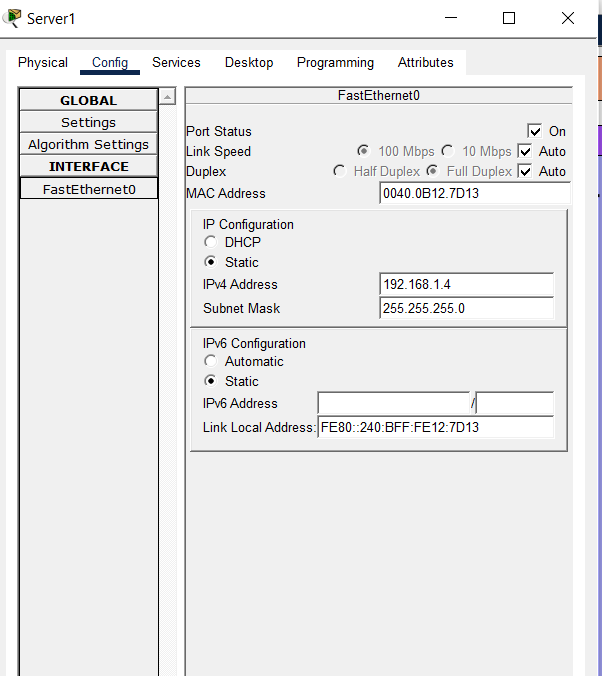 Server1
Physical Config Services Desktop Programming Attributes
GLOBAL
Settings
Algorithm Settings
INTERFACE
FastEthernet0
FastEthernet0
Port Status On
Link Speed 100 Mbps 10 Mbps Auto
Duplex Half Duplex Full Duplex Auto
MAC Address 0040.0B12.7D13
IP Configuration
DHCP
Static
IPv4 Address 192.168.1.4
Subnet Mask 255.255.255.0
IPv6 Configuration
Automatic
Static
IPv6 Address /
Link Local Address: FE80::240:BFF:FE12:7D13